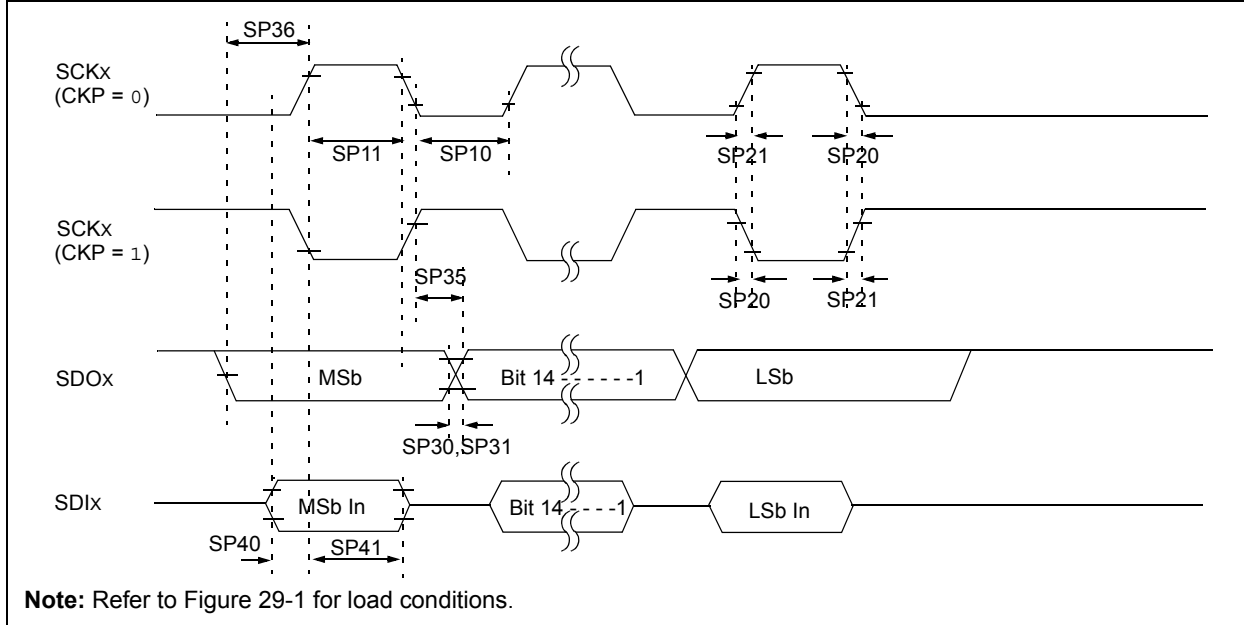 SP36
SCKx
(CKP = 0)
SP11
SP10
SP21
SP20
SCKx
(CKP = 1)
SP35
SP20
SP21
SDOx
MSb
Bit 14 - - - - - -1
LSb
SP30,SP31
SDIx
MSb In
Bit 14 - - - -1
LSb In
SP40
SP41
Note: Refer to Figure 29-1 for load conditions.